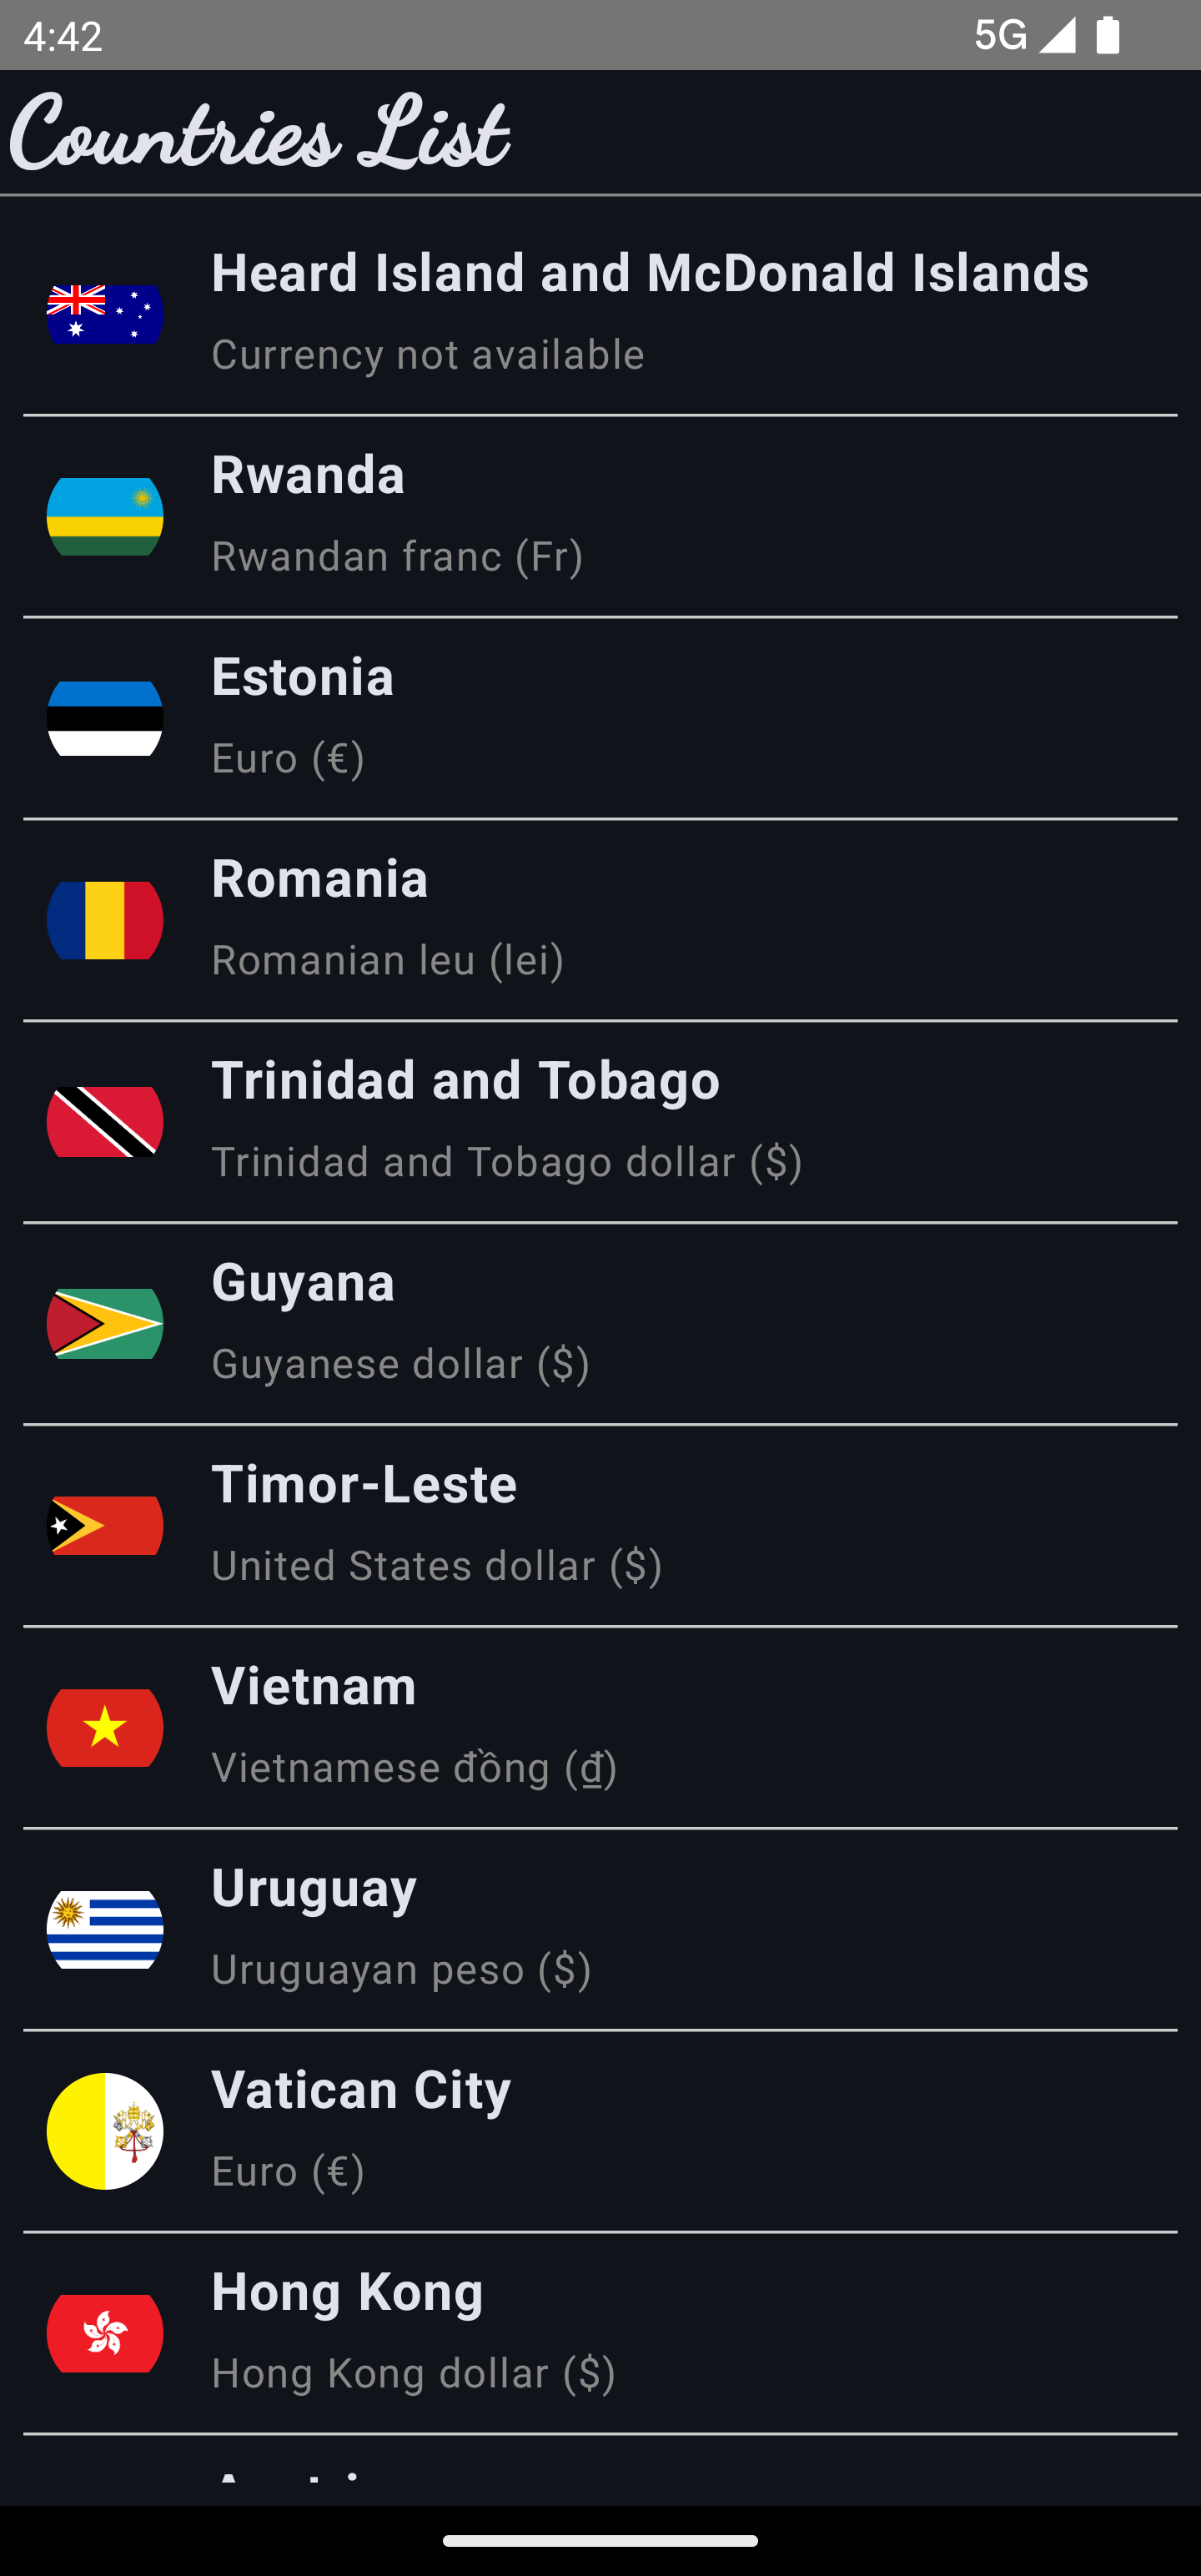 4:42 5G
Countries List
Heard Island and McDonald Islands
Currency not available
Rwanda
Rwandan franc (Fr)
Estonia
Euro (€)
Romania
Romanian leu (lei)
Trinidad and Tobago
Trinidad and Tobago dollar ($)
Guyana
Guyanese dollar ($)
Timor-Leste
United States dollar ($)
Vietnam
Vietnamese đồng (₫)
Uruguay
Uruguayan peso ($)
Vatican City
Euro (€)
Hong Kong
Hong Kong dollar ($)